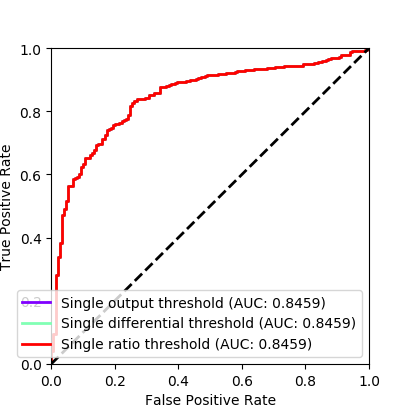 1.0
0.8
0.6
0.4
0.2
0.0
True Positive Rate
Single output threshold (AUC: 0.8459)
Single differential threshold (AUC: 0.8459)
Single ratio threshold (AUC: 0.8459)
0.0 0.2 0.4 0.6 0.8 1.0
False Positive Rate